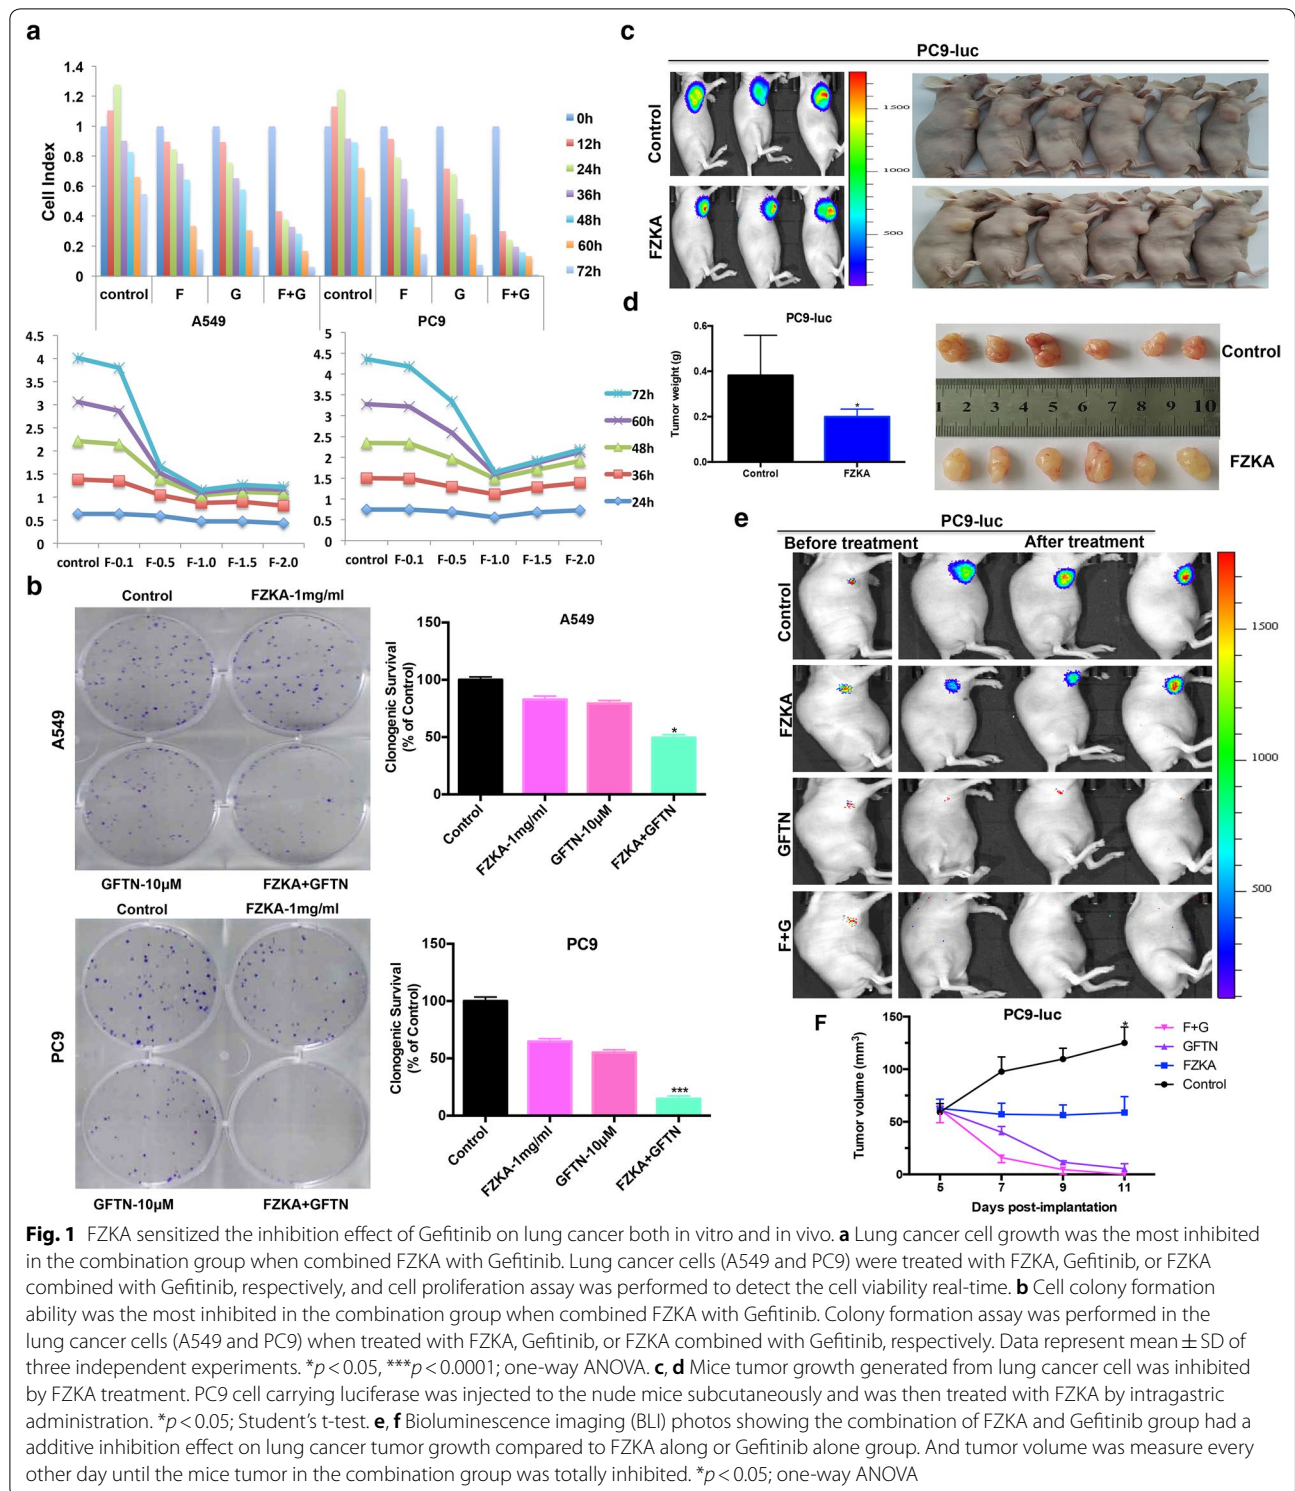 a
1.4
1.2
1
0.8
0.6
0.4
0.2
0
Cell Index
0h
12h
24h
36h
48h
60h
72h
control F G F+G control F G F+G
A549 PC9
4.5
4
3.5
3
2.5
2
1.5
1
0.5
0
control F-0.1 F-0.5 F-1.0 F-1.5 F-2.0
5
4.5
4
3.5
3
2.5
2
1.5
1
0.5
0
control F-0.1 F-0.5 F-1.0 F-1.5 F-2.0
72h
60h
48h
36h
24h
b
Control FZKA-1mg/ml
A549
GFTN-10µM FZKA+GFTN
A549
150
100
50
0
Clonogenic Survival
(% of Control)
*
Control
FZKA-1mg/ml
GFTN-10µM
FZKA+GFTN
Control FZKA-1mg/ml
PC9
GFTN-10µM FZKA+GFTN
PC9
150
100
50
0
Clonogenic Survival
(% of Control)
***
Control
FZKA-1mg/ml
GFTN-10µM
FZKA+GFTN
c
PC9-luc
Control
FZKA
1500
1000
500
d
PC9-luc
0.6
0.4
0.2
0.0
Tumor weight (g)
*
Control FZKA
Control
1 2 3 4 5 6 7 8 9 10
FZKA
e
PC9-luc
Before treatment After treatment
Control
FZKA
GFTN
F+G
1500
1000
500
F
PC9-luc
150
100
50
0
Tumor volume (mm³)
*
5 7 9 11
Days post-implantation
F+G
GFTN
FZKA
Control
Fig. 1 FZKA sensitized the inhibition effect of Gefitinib on lung cancer both in vitro and in vivo. a Lung cancer cell growth was the most inhibited
in the combination group when combined FZKA with Gefitinib. Lung cancer cells (A549 and PC9) were treated with FZKA, Gefitinib, or FZKA
combined with Gefitinib, respectively, and cell proliferation assay was performed to detect the cell viability real-time. b Cell colony formation
ability was the most inhibited in the combination group when combined FZKA with Gefitinib. Colony formation assay was performed in the
lung cancer cells (A549 and PC9) when treated with FZKA, Gefitinib, or FZKA combined with Gefitinib, respectively. Data represent mean ± SD of
three independent experiments. *p < 0.05, ***p < 0.0001; one-way ANOVA. c, d Mice tumor growth generated from lung cancer cell was inhibited
by FZKA treatment. PC9 cell carrying luciferase was injected to the nude mice subcutaneously and was then treated with FZKA by intragastric
administration. *p < 0.05; Student's t-test. e, f Bioluminescence imaging (BLI) photos showing the combination of FZKA and Gefitinib group had a
additive inhibition effect on lung cancer tumor growth compared to FZKA along or Gefitinib alone group. And tumor volume was measure every
other day until the mice tumor in the combination group was totally inhibited. *p < 0.05; one-way ANOVA